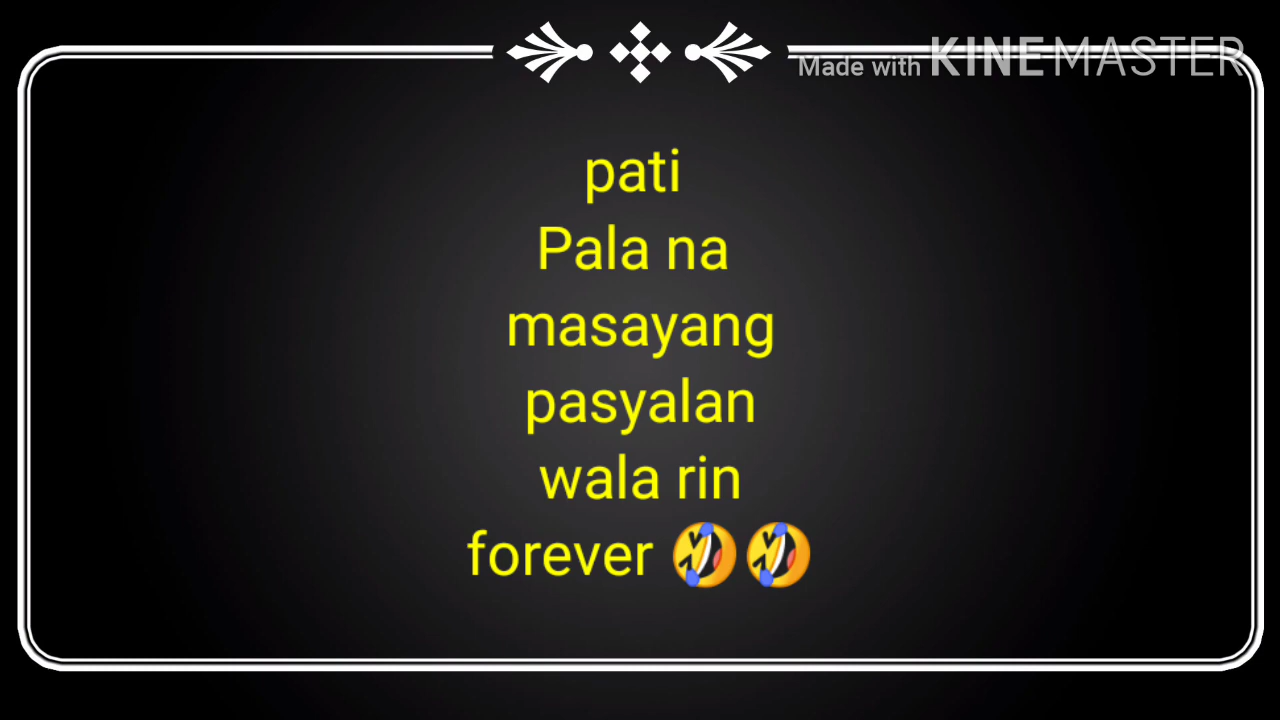 Made with KINEMASTER
pati
Pala na
masayang
pasyalan
wala rin
forever 🤣🤣